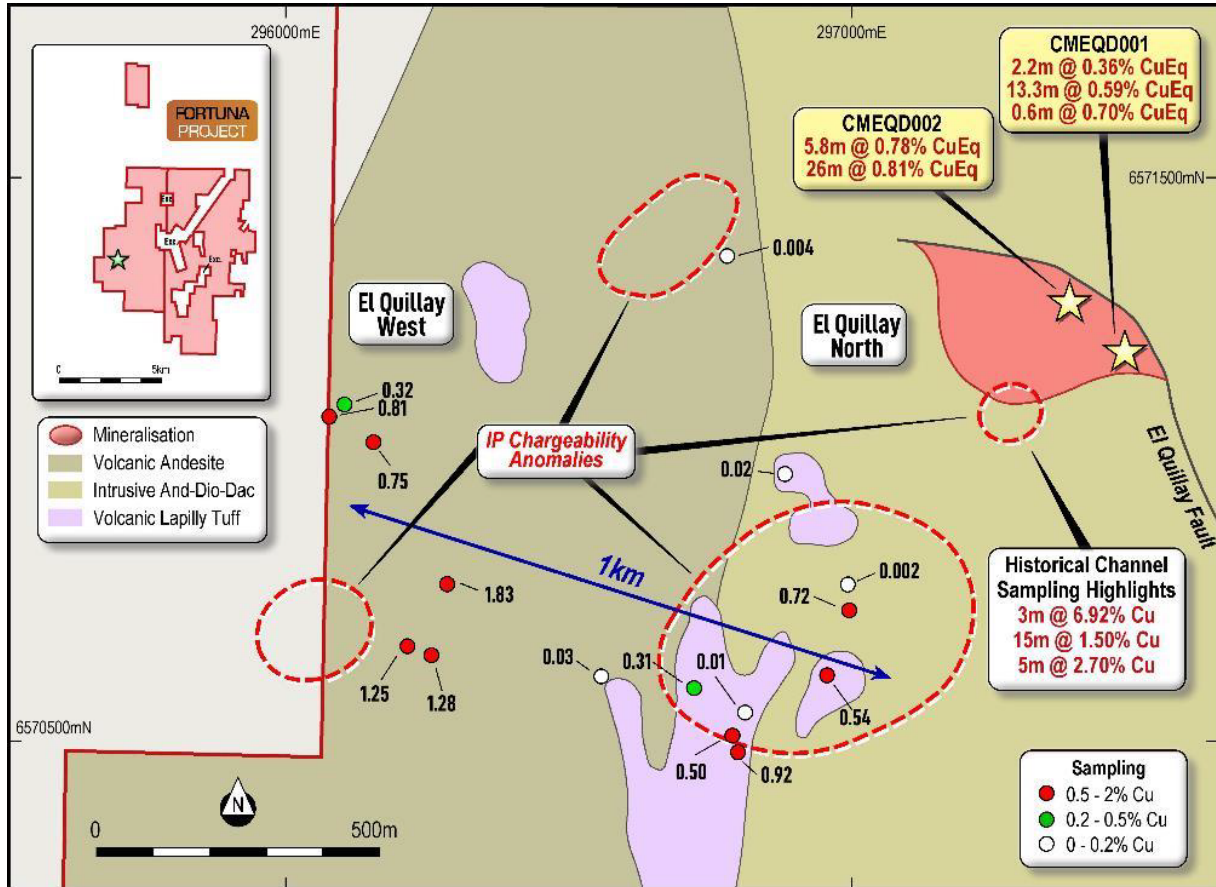 296000mE
297000mE
FORTUNA
PROJECT
Exc.
Exc.
Exc.
0
5km
CMEQD001
2.2m @ 0.36% CuEq
13.3m @ 0.59% CuEq
0.6m @ 0.70% CuEq
CMEQD002
5.8m @ 0.78% CuEq
26m @ 0.81% CuEq
6571500mN
0.004
El Quillay
West
El Quillay
North
0.32
0.81
0.75
IP Chargeability
Anomalies
0.02
El Quillay Fault
Mineralisation
Volcanic Andesite
Intrusive And-Dio-Dac
Volcanic Lapilly Tuff
1km
1.83
0.002
0.72
Historical Channel
Sampling Highlights
3m @ 6.92% Cu
15m @ 1.50% Cu
5m @ 2.70% Cu
1.25
1.28
0.03
0.31
0.01
0.54
0.50
0.92
6570500mN
N
0
500m
Sampling
0.5 - 2% Cu
0.2 - 0.5% Cu
0 - 0.2% Cu